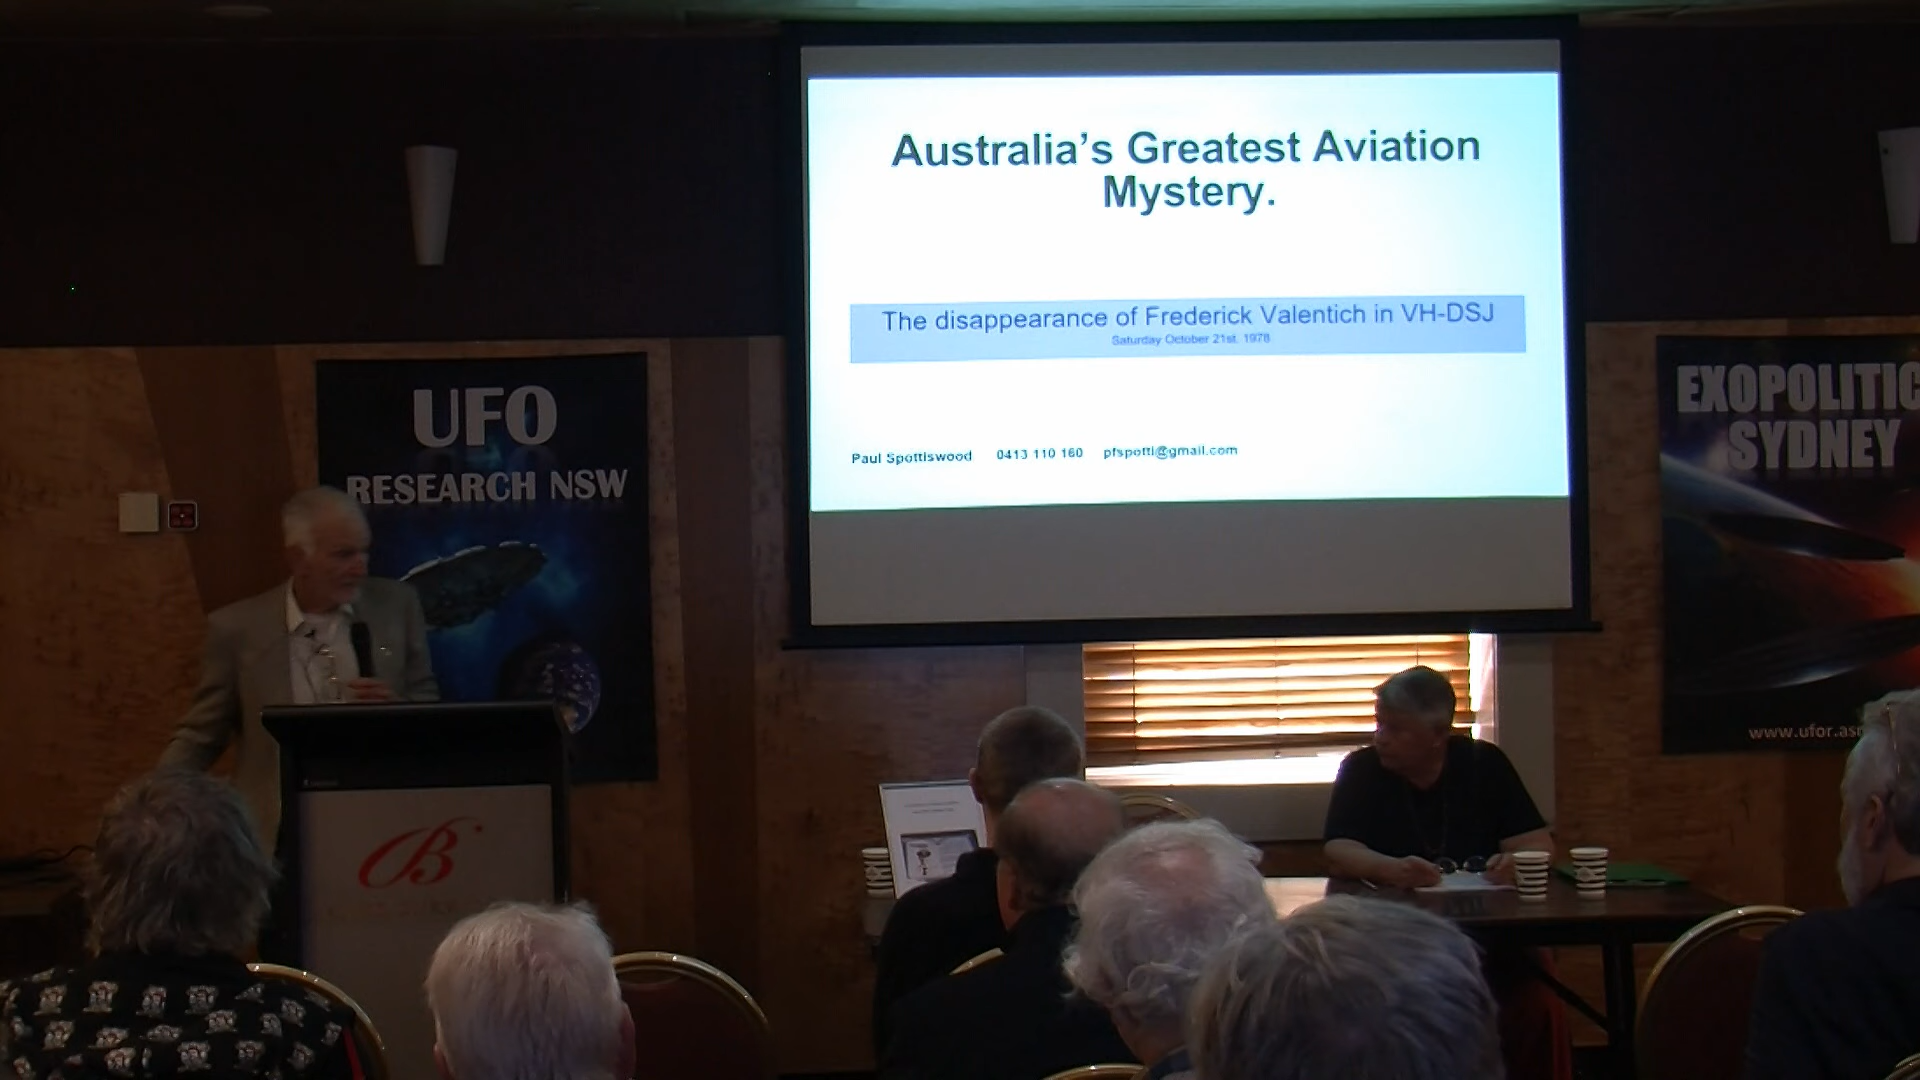 Australia’s Greatest Aviation
Mystery.
The disappearance of Frederick Valentich in VH-DSJ
Saturday October 21st. 1978
Paul Spottiswood 0413 110 160 pfspotti@gmail.com
UFO
RESEARCH NSW
EXOPOLITIC
SYDNEY
www.ufor.as
B